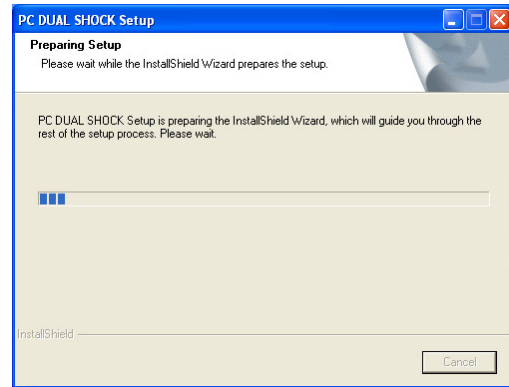 PC DUAL SHOCK Setup
Preparing Setup
Please wait while the InstallShield Wizard prepares the setup.
PC DUAL SHOCK Setup is preparing the InstallShield Wizard, which will guide you through the
rest of the setup process. Please wait.
InstallShield
Cancel